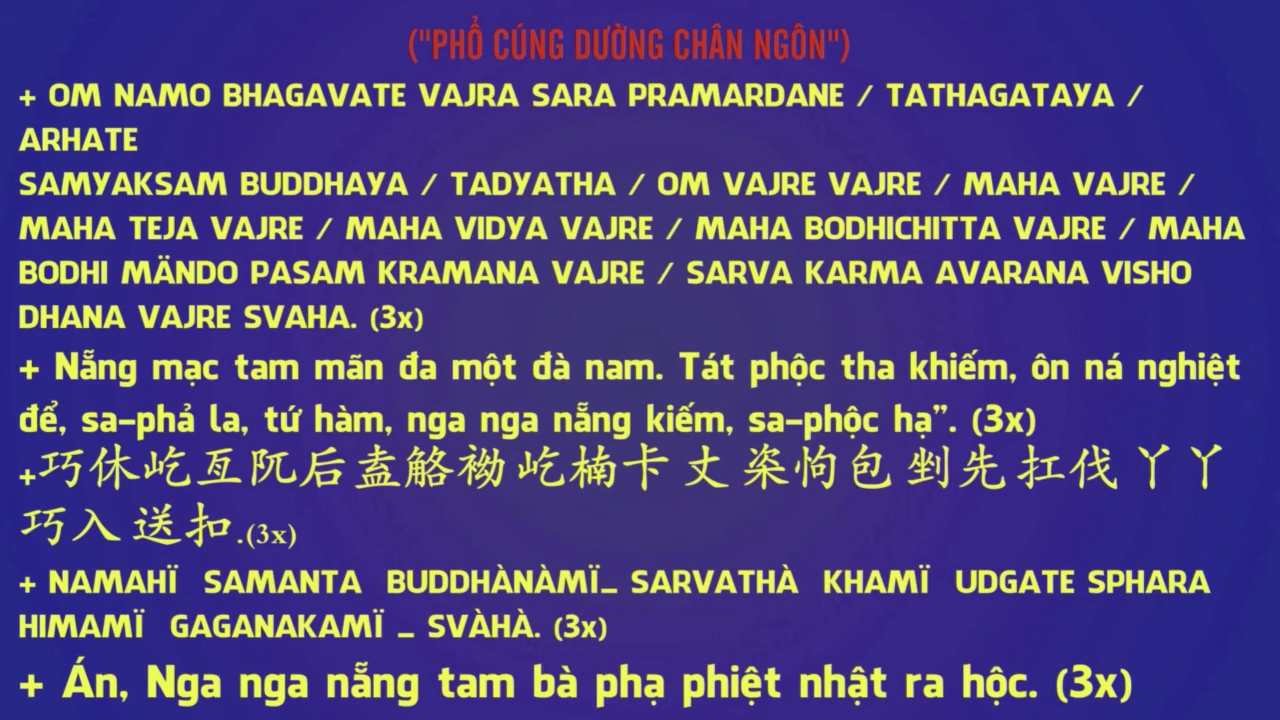 ("PHỔ CÚNG DƯỜNG CHÂN NGÔN")
+ OM NAMO BHAGAVATE VAJRA SARA PRAMARDANE / TATHAGATAYA /
ARHATE
SAMYAKSAM BUDDHAYA / TADYATHA / OM VAJRE VAJRE / MAHA VAJRE /
MAHA TEJA VAJRE / MAHA VIDYA VAJRE / MAHA BODHICHITTA VAJRE / MAHA
BODHI MÄNDO PASAM KRAMANA VAJRE / SARVA KARMA AVARANA VISHO
DHANA VAJRE SVAHA. (3x)
+ Nẵng mạc tam mãn đa một đà nam. Tát phộc tha khiếm, ôn ná nghiệt
để, sa-phả la, tứ hàm, nga nga nẵng kiếm, sa-phộc hạ”. (3x)
+巧休屹亙阢后盍觡袎 屹楠卡 丈 栥怐包 剉先 扛伐 丫丫
巧入 送扣.(3x)
+ NAMAHÏ SAMANTA BUDDHÀNÀMÏ_ SARVATHÀ KHAMÏ UDGATE SPHARA
HIMAMÏ GAGANAKAMÏ _ SVÀHÀ. (3x)
+ Án, Nga nga nẵng tam bà phạ phiệt nhật ra hộc. (3x)